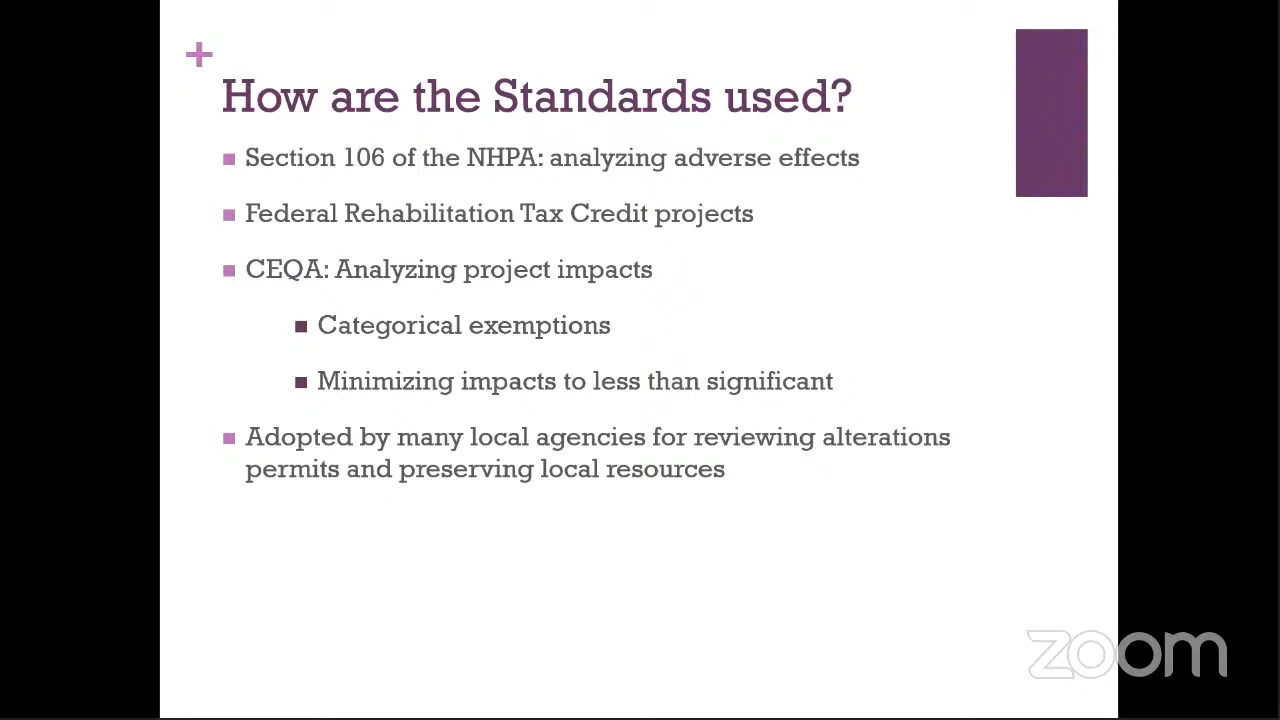 +
How are the Standards used?
Section 106 of the NHPA: analyzing adverse effects
Federal Rehabilitation Tax Credit projects
CEQA: Analyzing project impacts
Categorical exemptions
Minimizing impacts to less than significant
Adopted by many local agencies for reviewing alterations
permits and preserving local resources
zoom